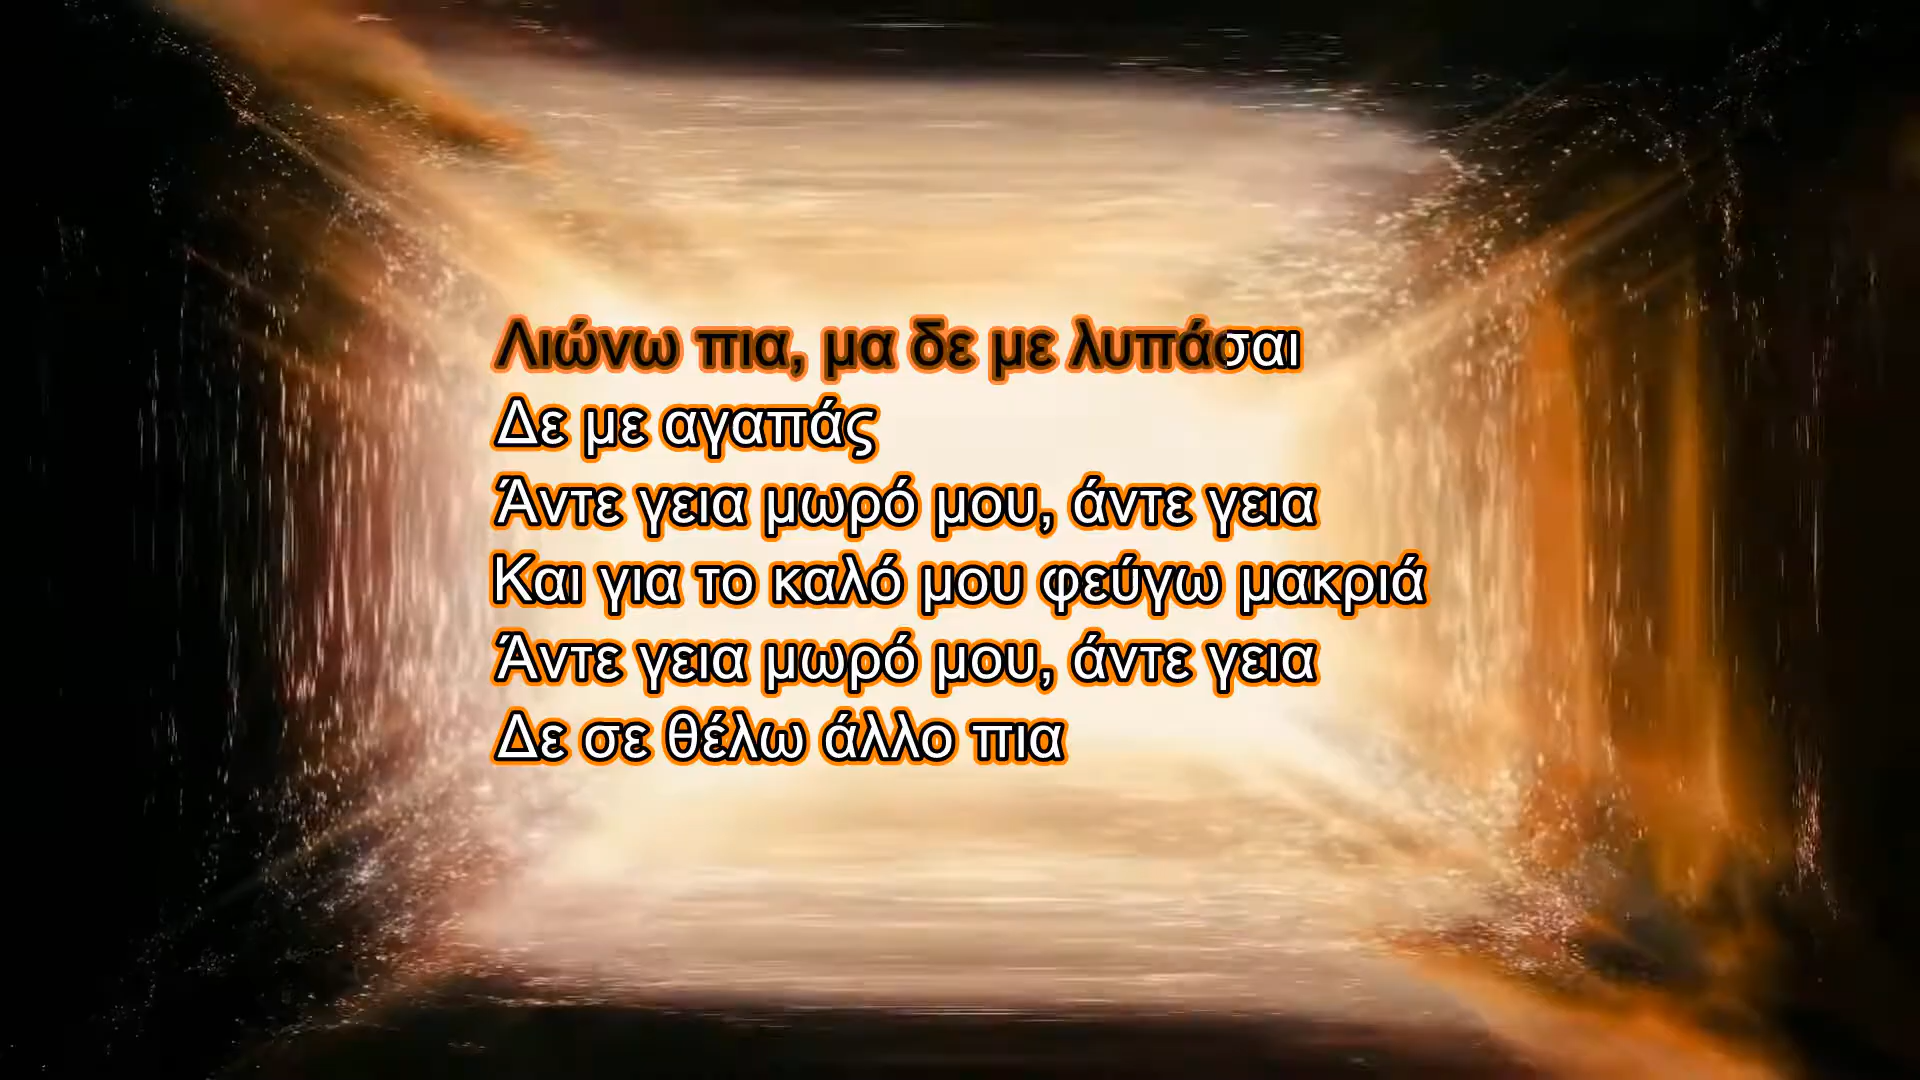 Λιώνω πια, μα δε με λυπάσαι
Δε με αγαπάς
Άντε γεια μωρό μου, άντε γεια
Και για το καλό μου φεύγω μακριά
Άντε γεια μωρό μου, άντε γεια
Δε σε θέλω άλλο πια